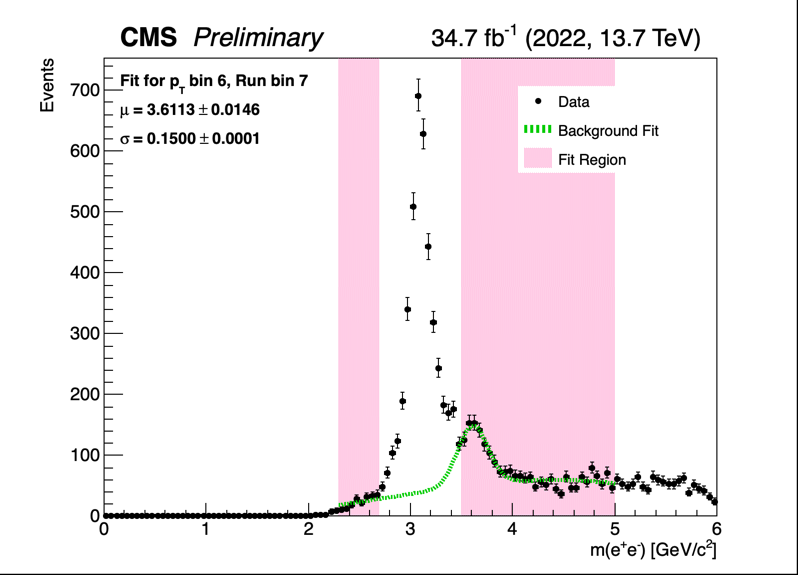 CMS Preliminary 34.7 fb⁻¹ (2022, 13.7 TeV)
Events
Fit for p_T bin 6, Run bin 7
μ = 3.6113 ± 0.0146
σ = 0.1500 ± 0.0001
Data
Background Fit
Fit Region
700
600
500
400
300
200
100
0
0 1 2 3 4 5 6
m(e⁺e⁻) [GeV/c²]